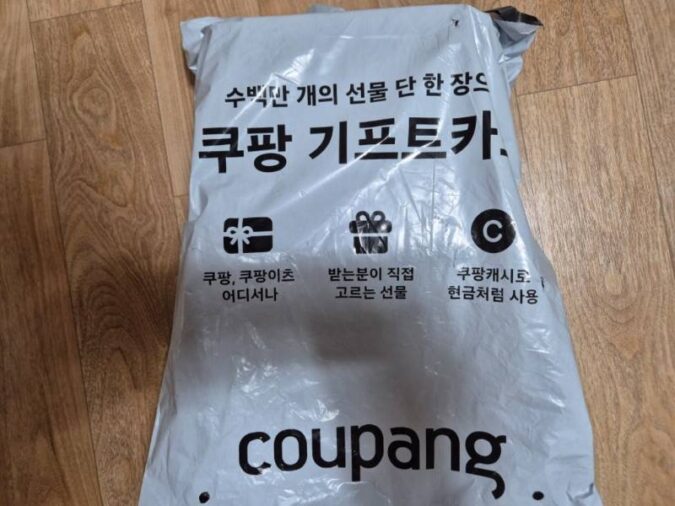 수백만 개의 선물 단 한 장으
쿠팡 기프트카
C
쿠팡, 쿠팡이츠
어디서나
받는분이 직접
고르는 선물
쿠팡캐시로
현금처럼 사용
coupang